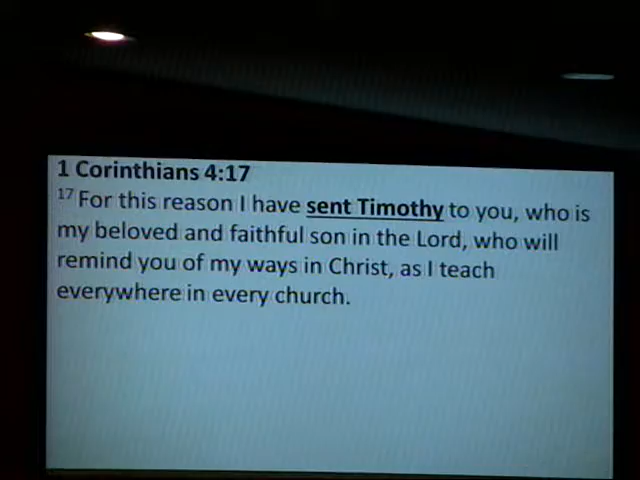 1 Corinthians 4:17
17 For this reason I have sent Timothy to you, who is
my beloved and faithful son in the Lord, who will
remind you of my ways in Christ, as I teach
everywhere in every church.